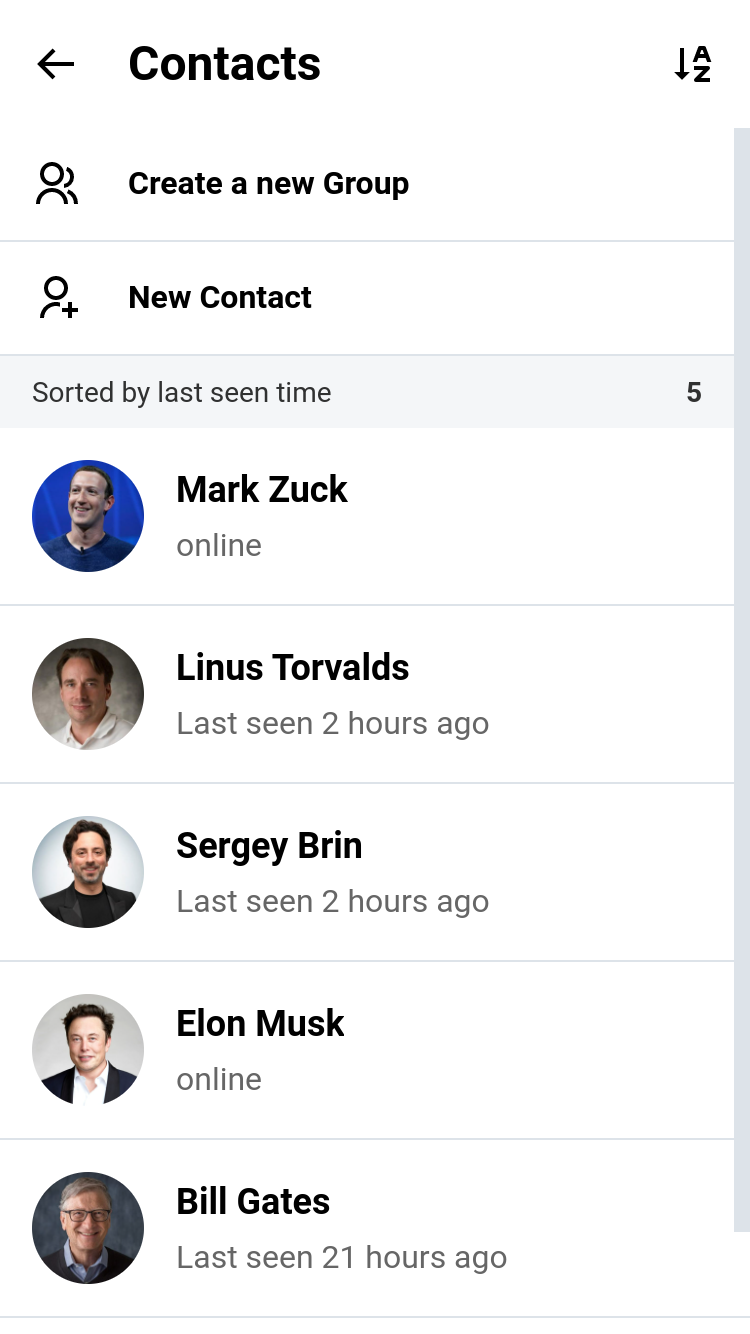 Contacts
Create a new Group
New Contact
Sorted by last seen time 5
Mark Zuck
online
Linus Torvalds
Last seen 2 hours ago
Sergey Brin
Last seen 2 hours ago
Elon Musk
online
Bill Gates
Last seen 21 hours ago